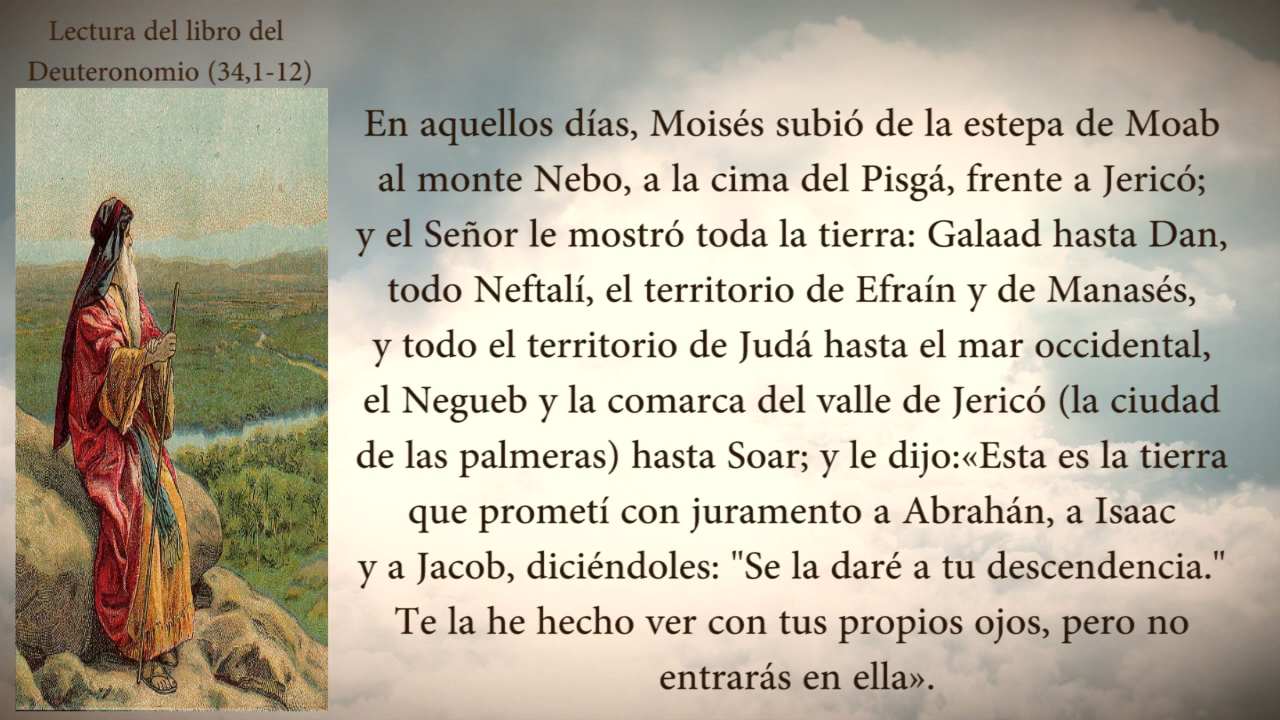 Lectura del libro del
Deuteronomio (34,1-12)
En aquellos días, Moisés subió de la estepa de Moab
al monte Nebo, a la cima del Pisgá, frente a Jericó;
y el Señor le mostró toda la tierra: Galaad hasta Dan,
todo Neftalí, el territorio de Efraín y de Manasés,
y todo el territorio de Judá hasta el mar occidental,
el Negueb y la comarca del valle de Jericó (la ciudad
de las palmeras) hasta Soar; y le dijo:«Esta es la tierra
que prometí con juramento a Abrahán, a Isaac
y a Jacob, diciéndoles: "Se la daré a tu descendencia."
Te la he hecho ver con tus propios ojos, pero no
entrarás en ella».